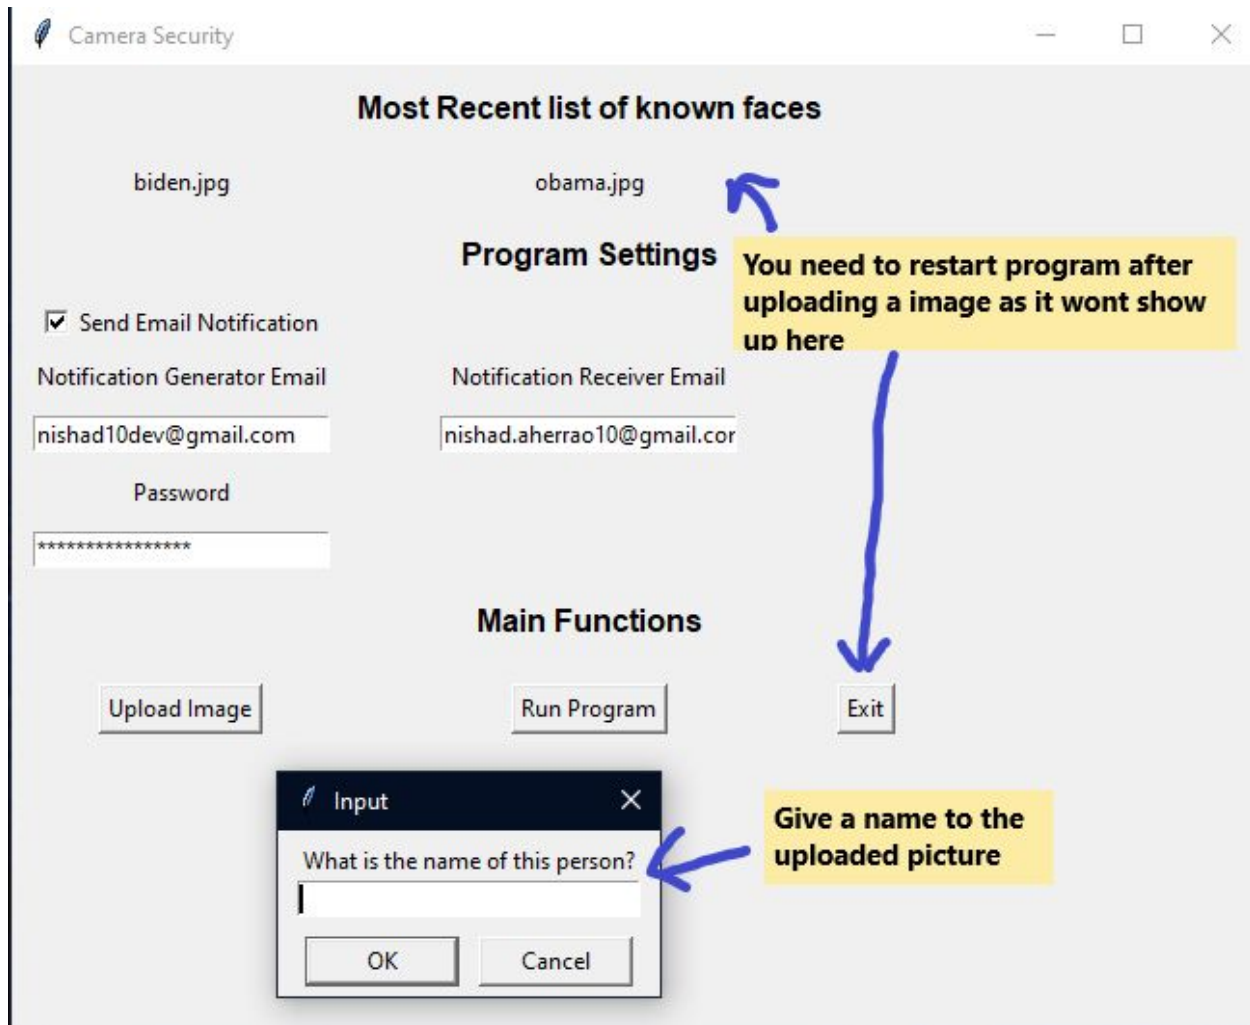 Camera Security
Most Recent list of known faces
biden.jpg obama.jpg
Program Settings
You need to restart program after
uploading a image as it wont show
up here
Send Email Notification
Notification Generator Email Notification Receiver Email
nishad10dev@gmail.com nishad.aherrao10@gmail.cor
Password
****************
Main Functions
Upload Image Run Program Exit
Input
What is the name of this person?
OK Cancel
Give a name to the
uploaded picture